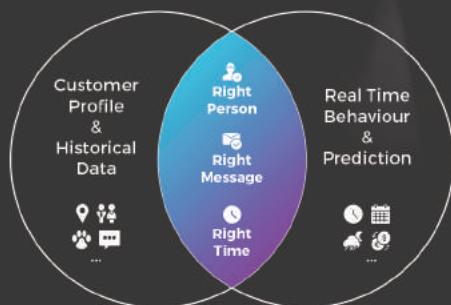 Customer
Profile
&
Historical
Data
...
Right
Person
Right
Message
Right
Time
Real Time
Behaviour
&
Prediction
...